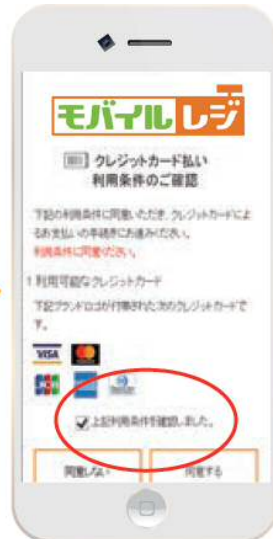 モバイルレジ
クレジットカード払い
利用条件のご確認
下記の利用条件に同意いただき、クレジットカードによ
るお支払いの手続きにお進みください。
利用条件に同意ください。
1 利用可能なクレジットカード
下記ブランドロゴが付帯された次のクレジットカードで
す。
VISA
JCB
上記利用条件を確認しました。
同意しない 同意する